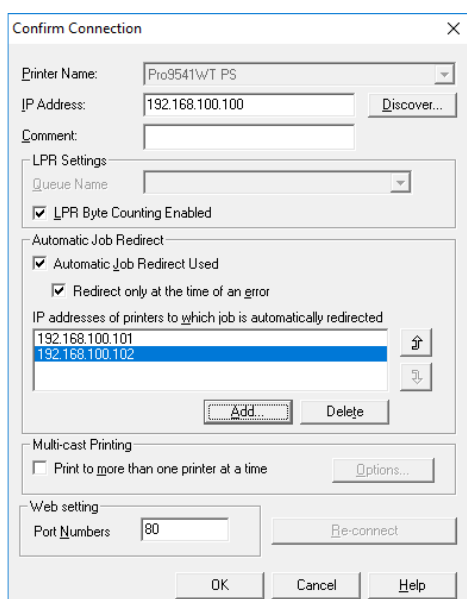 Confirm Connection
Printer Name: Pro9541WT PS
IP Address: 192.168.100.100 Discover...
Comment:
LPR Settings
Queue Name
LPR Byte Counting Enabled
Automatic Job Redirect
Automatic Job Redirect Used
Redirect only at the time of an error
IP addresses of printers to which job is automatically redirected
192.168.100.101
192.168.100.102
Add... Delete
Multi-cast Printing
Print to more than one printer at a time Options...
Web setting
Port Numbers 80 Re-connect
OK Cancel Help